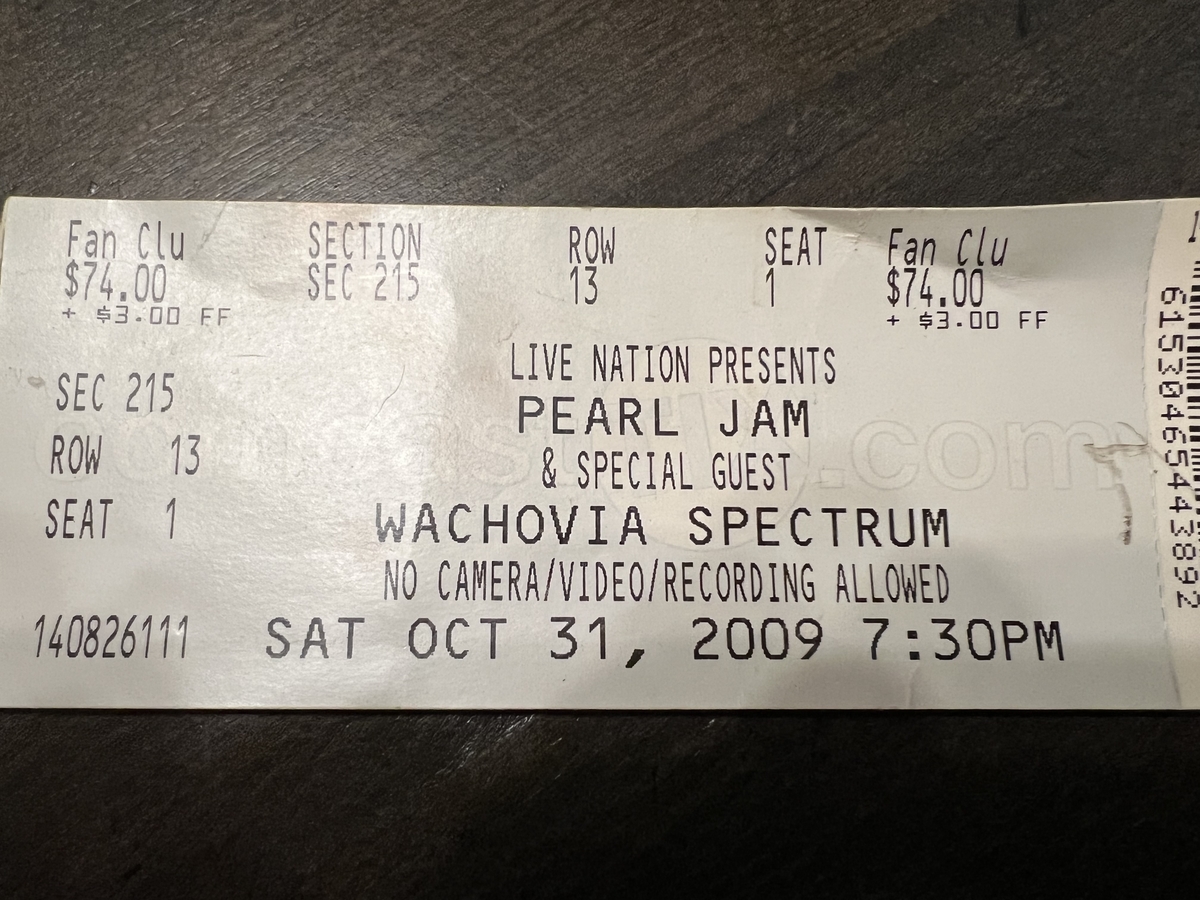 Fan Clu SECTION ROW SEAT Fan Clu
$74.00 SEC 215 13 1 $74.00
+ $3.00 FF + $3.00 FF
LIVE NATION PRESENTS
SEC 215
PEARL JAM
ROW 13
& SPECIAL GUEST
SEAT 1
WACHOVIA SPECTRUM
NO CAMERA/VIDEO/RECORDING ALLOWED
140826111 SAT OCT 31, 2009 7:30PM
.com
61530465443892